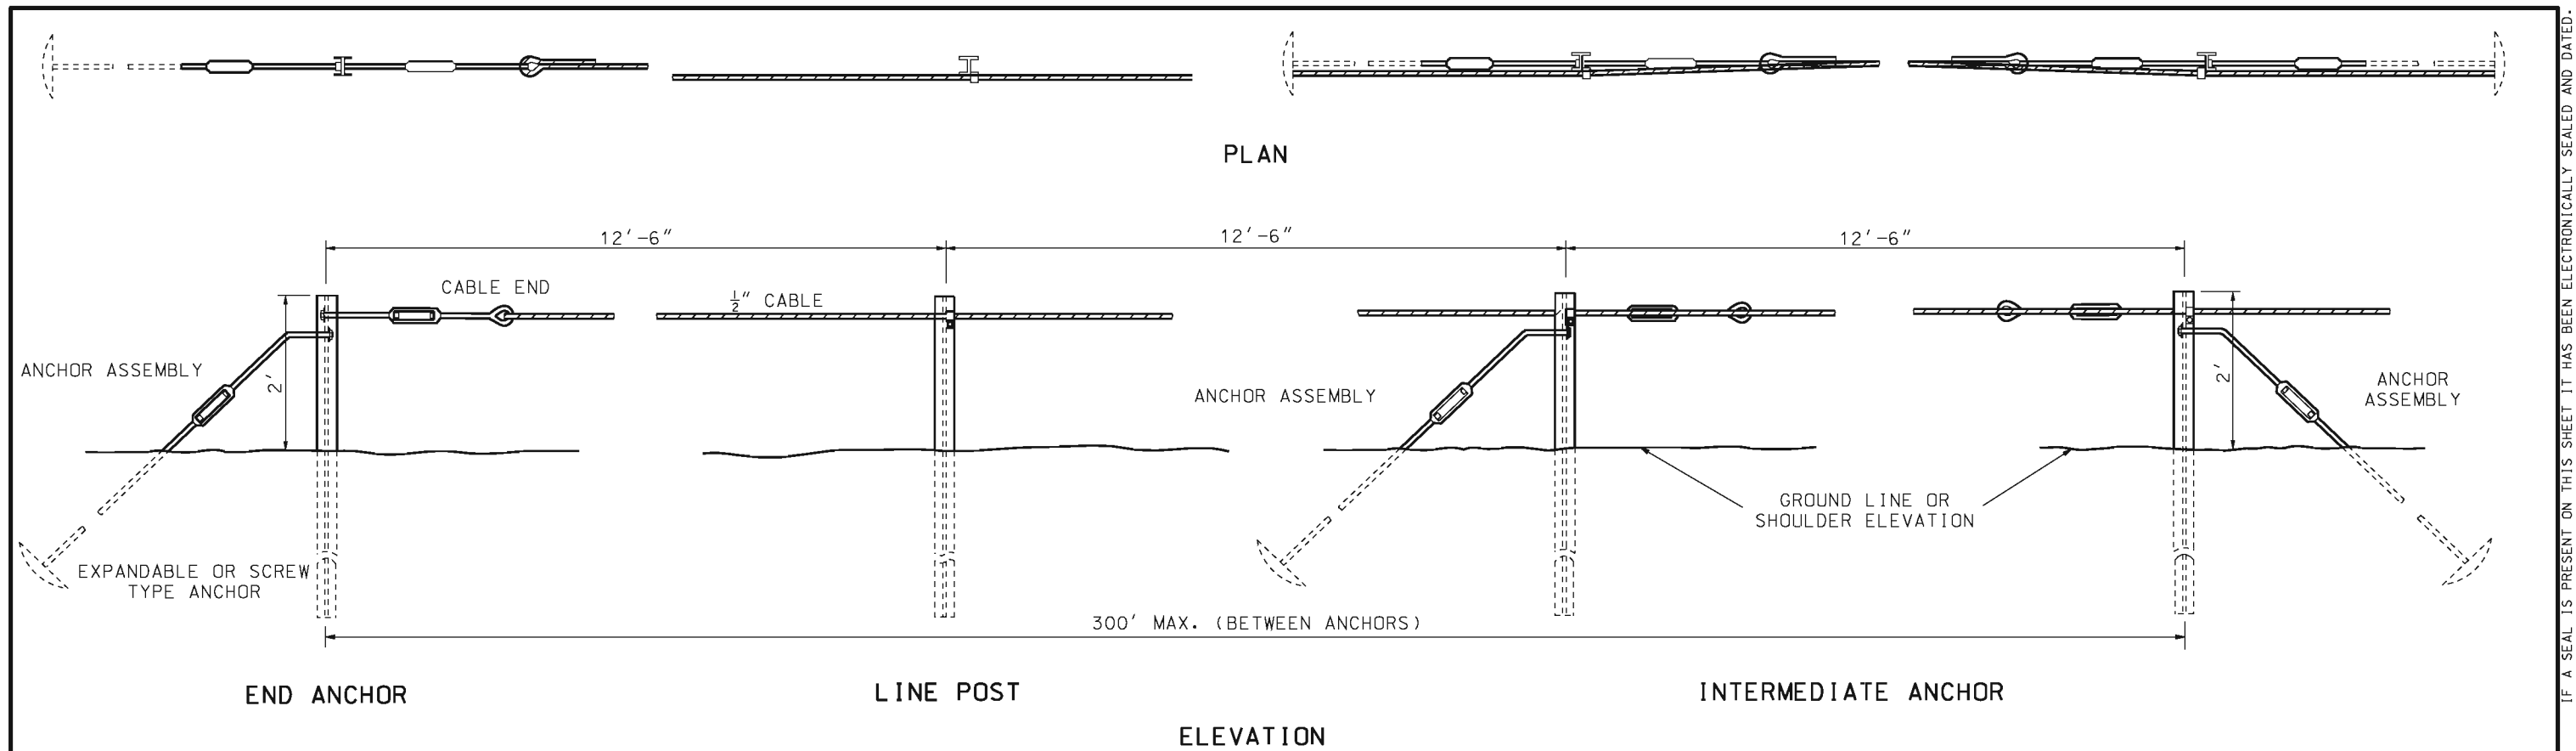 PLAN
12'-6"
12'-6"
12'-6"
CABLE END
1/2" CABLE
ANCHOR ASSEMBLY
2'
ANCHOR ASSEMBLY
2'
ANCHOR
ASSEMBLY
GROUND LINE OR
SHOULDER ELEVATION
EXPANDABLE OR SCREW
TYPE ANCHOR
300' MAX. (BETWEEN ANCHORS)
END ANCHOR
LINE POST
INTERMEDIATE ANCHOR
ELEVATION
IF A SEAL IS PRESENT ON THIS SHEET IT HAS BEEN ELECTRONICALLY SEALED AND DATED.